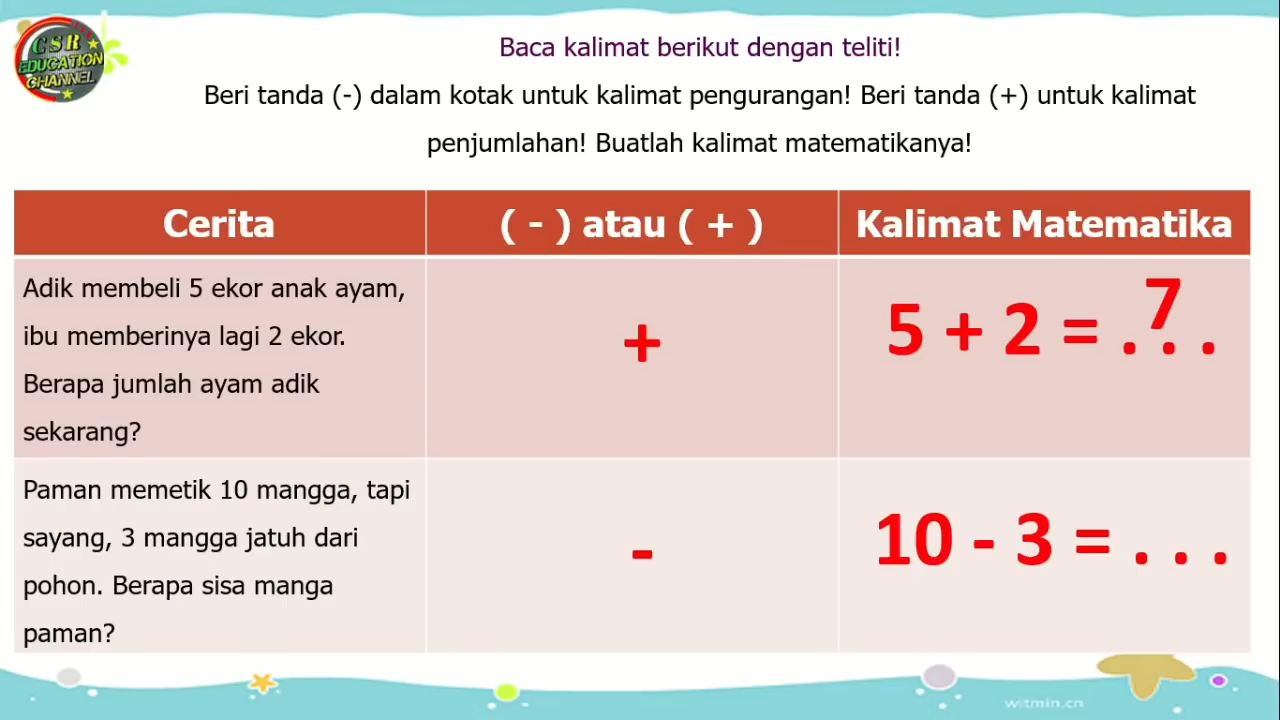 CSR
EDUCATION
CHANNEL
Baca kalimat berikut dengan teliti!
Beri tanda (-) dalam kotak untuk kalimat pengurangan! Beri tanda (+) untuk kalimat
penjumlahan! Buatlah kalimat matematikanya!
Cerita
( - ) atau ( + )
Kalimat Matematika
Adik membeli 5 ekor anak ayam,
ibu memberinya lagi 2 ekor.
Berapa jumlah ayam adik
sekarang?
+
5 + 2 = . . .
7
Paman memetik 10 mangga, tapi
sayang, 3 mangga jatuh dari
pohon. Berapa sisa manga
paman?
-
10 - 3 = . . .
witmin.cn